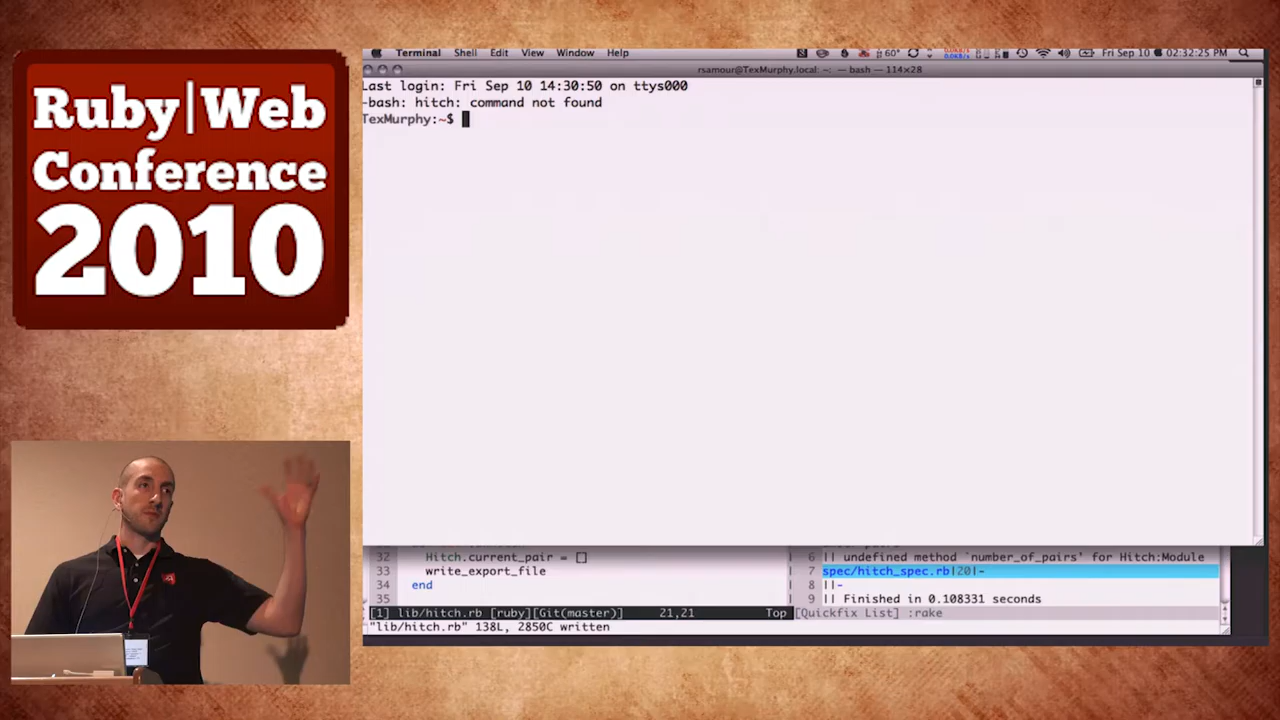 Ruby|Web
Conference
2010
Terminal Shell Edit View Window Help
60° Fri Sep 10 02:32:25 PM
rsamour@TexMurphy.local: ~: — bash — 114×28
Last login: Fri Sep 10 14:30:50 on ttys000
-bash: hitch: command not found
TexMurphy:~$
32 Hitch.current_pair = []
33 write_export_file
34 end
35
[1] lib/hitch.rb [ruby][Git(master)] 21,21 Top
"lib/hitch.rb" 138L, 2850C written
6 || undefined method `number_of_pairs' for Hitch:Module
7 spec/hitch_spec.rb|20|-
8 ||-
9 || Finished in 0.108331 seconds
[Quickfix List] :rake